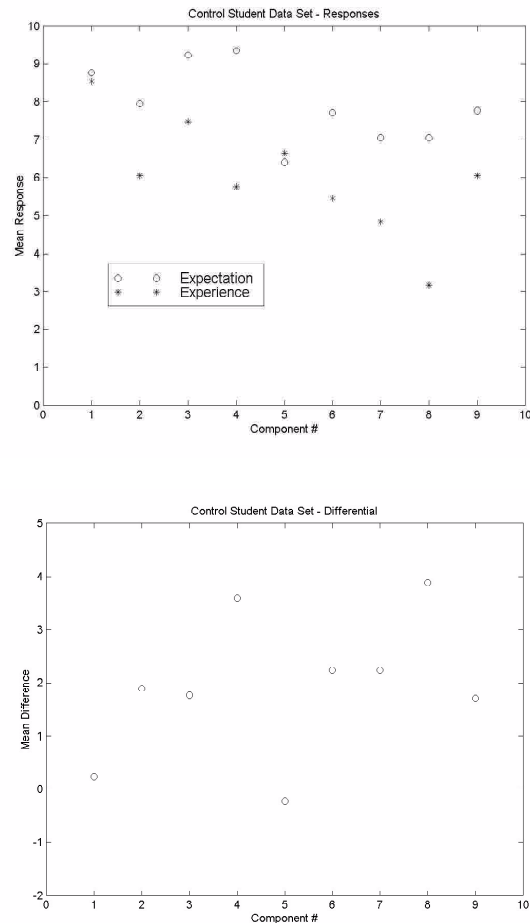 Control Student Data Set - Responses
10
9
8
7
6
5
4
3
2
1
0
Mean Response
Expectation
Experience
0 1 2 3 4 5 6 7 8 9 10
Component #
Control Student Data Set - Differential
5
4
3
2
1
0
-1
-2
Mean Difference
0 1 2 3 4 5 6 7 8 9 10
Component #